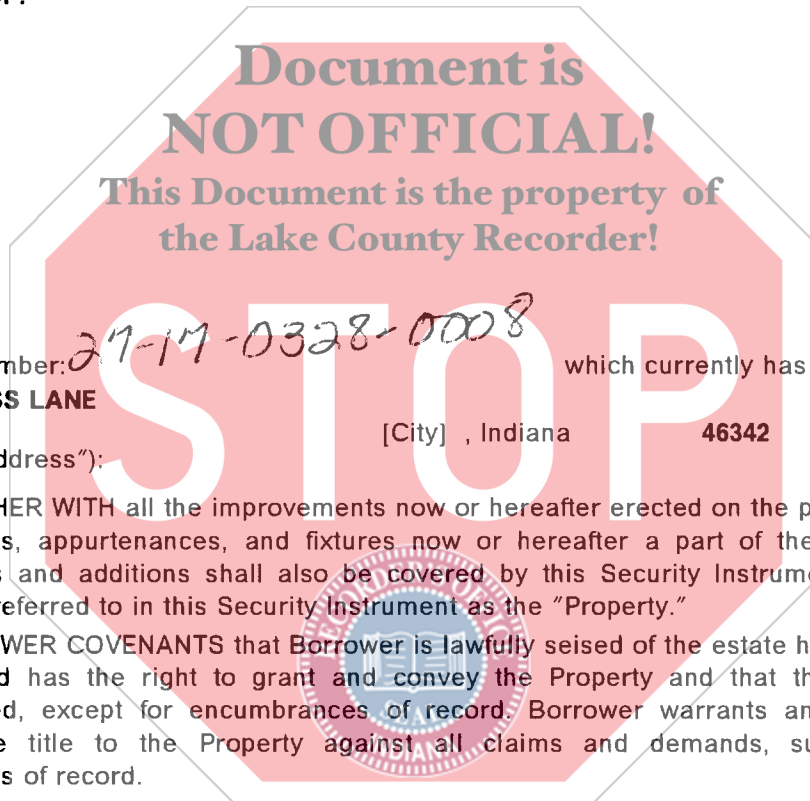 Document is
NOT OFFICIAL!
This Document is the property of
the Lake County Recorder!
STOP
mber: 27-17-0328-0008 which currently has
SS LANE
[City] , Indiana 46342
ddress"):
HER WITH all the improvements now or hereafter erected on the p
s, appurtenances, and fixtures now or hereafter a part of the
s and additions shall also be covered by this Security Instrum
eferred to in this Security Instrument as the "Property."
WER COVENANTS that Borrower is lawfully seised of the estate h
d has the right to grant and convey the Property and that th
ed, except for encumbrances of record. Borrower warrants an
e title to the Property against all claims and demands, su
s of record.
SEAL
INDIANA